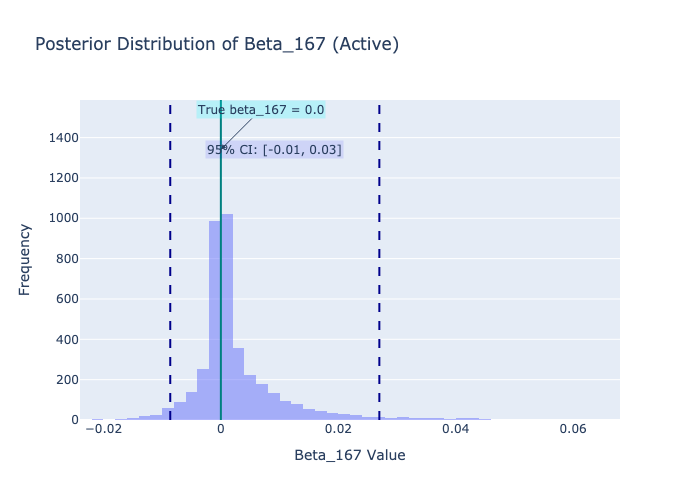 Posterior Distribution of Beta_167 (Active)
True beta_167 = 0.0
95% CI: [-0.01, 0.03]
1400
1200
1000
800
600
400
200
0
Frequency
−0.02
0
0.02
0.04
0.06
Beta_167 Value